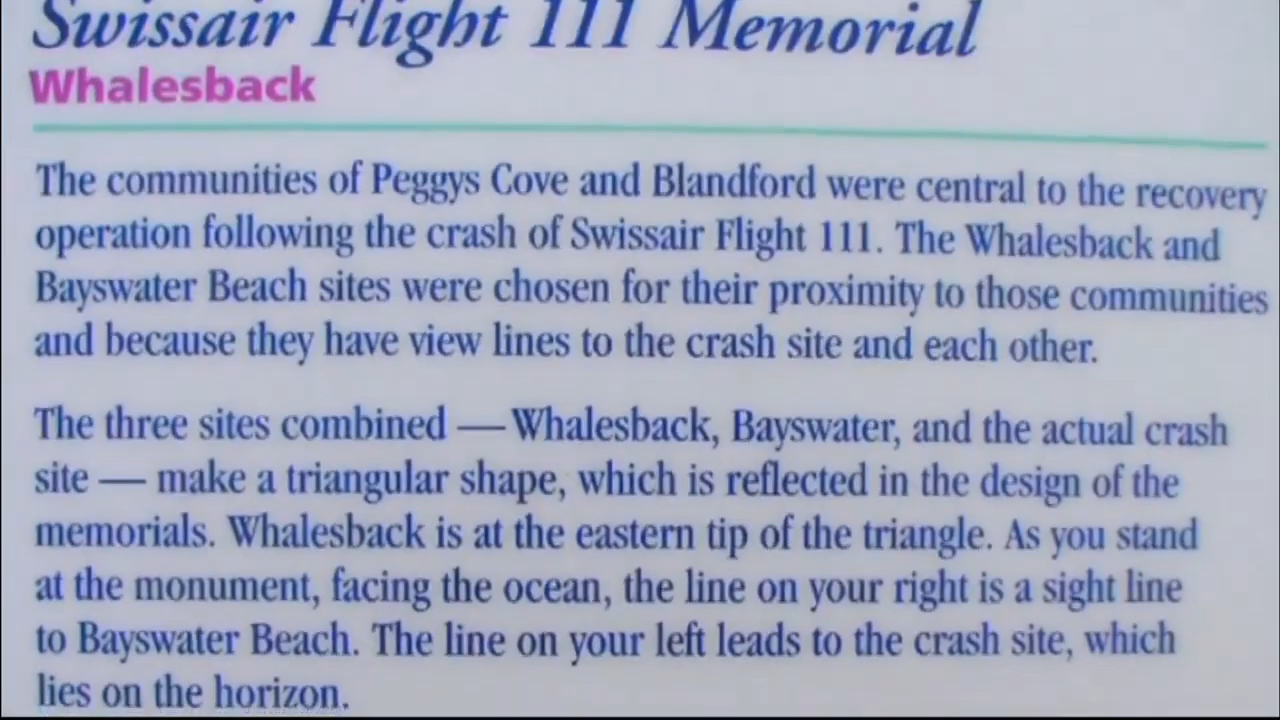 Swissair Flight 111 Memorial
Whalesback
The communities of Peggys Cove and Blandford were central to the recovery
operation following the crash of Swissair Flight 111. The Whalesback and
Bayswater Beach sites were chosen for their proximity to those communities
and because they have view lines to the crash site and each other.
The three sites combined — Whalesback, Bayswater, and the actual crash
site — make a triangular shape, which is reflected in the design of the
memorials. Whalesback is at the eastern tip of the triangle. As you stand
at the monument, facing the ocean, the line on your right is a sight line
to Bayswater Beach. The line on your left leads to the crash site, which
lies on the horizon.